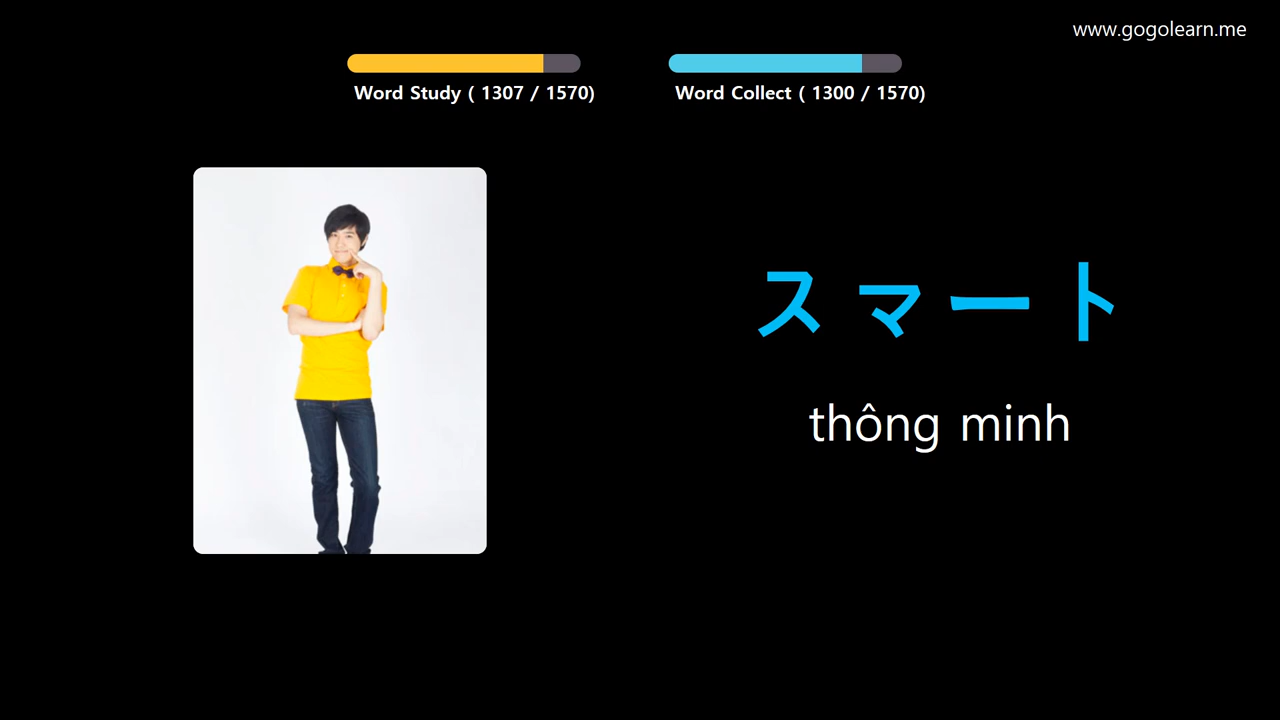 www.gogolearn.me
Word Study ( 1307 / 1570)
Word Collect ( 1300 / 1570)
スマート
thông minh